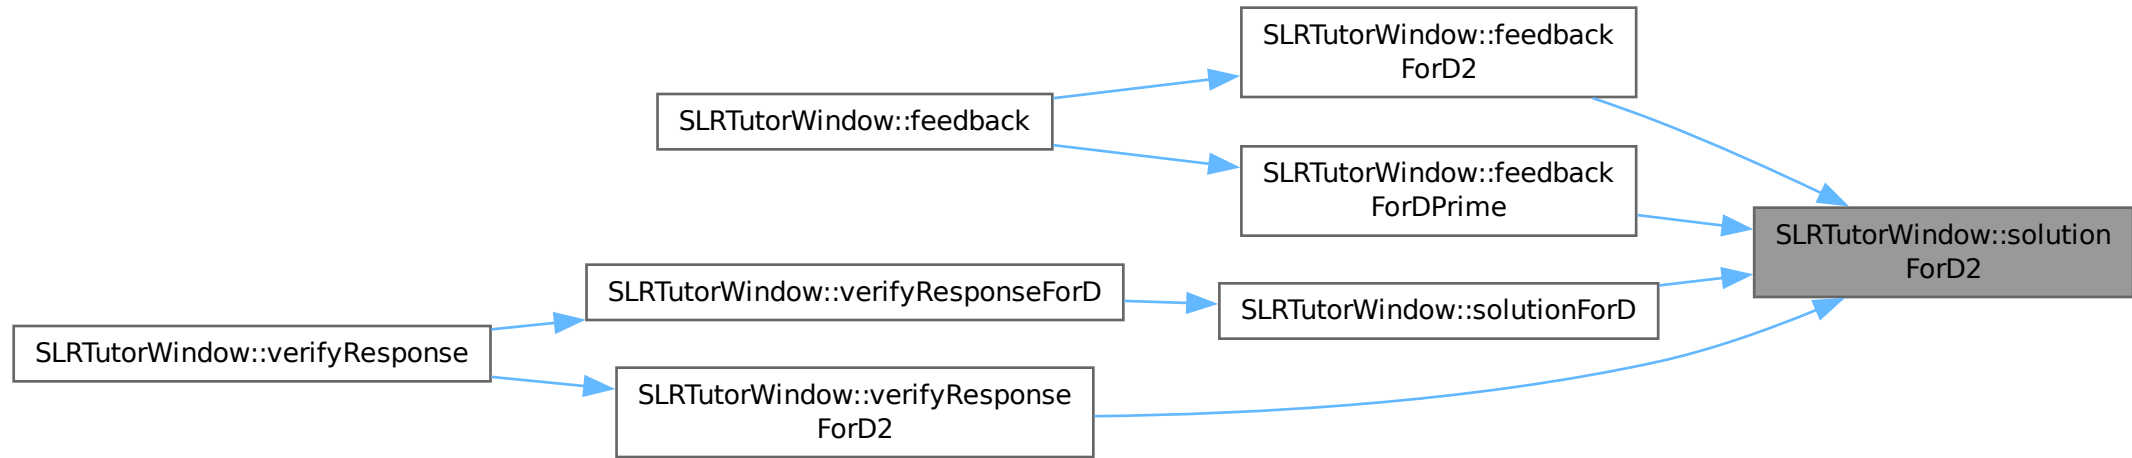 SLRTutorWindow::feedback
ForD2
SLRTutorWindow::feedback
SLRTutorWindow::feedback
ForDPrime
SLRTutorWindow::solution
ForD2
SLRTutorWindow::verifyResponseForD
SLRTutorWindow::solutionForD
SLRTutorWindow::verifyResponse
SLRTutorWindow::verifyResponse
ForD2